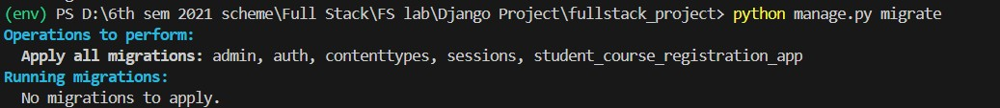 (env) PS D:\6th sem 2021 scheme\Full Stack\FS lab\Django Project\fullstack_project> python manage.py migrate
Operations to perform:
  Apply all migrations: admin, auth, contenttypes, sessions, student_course_registration_app
Running migrations:
  No migrations to apply.